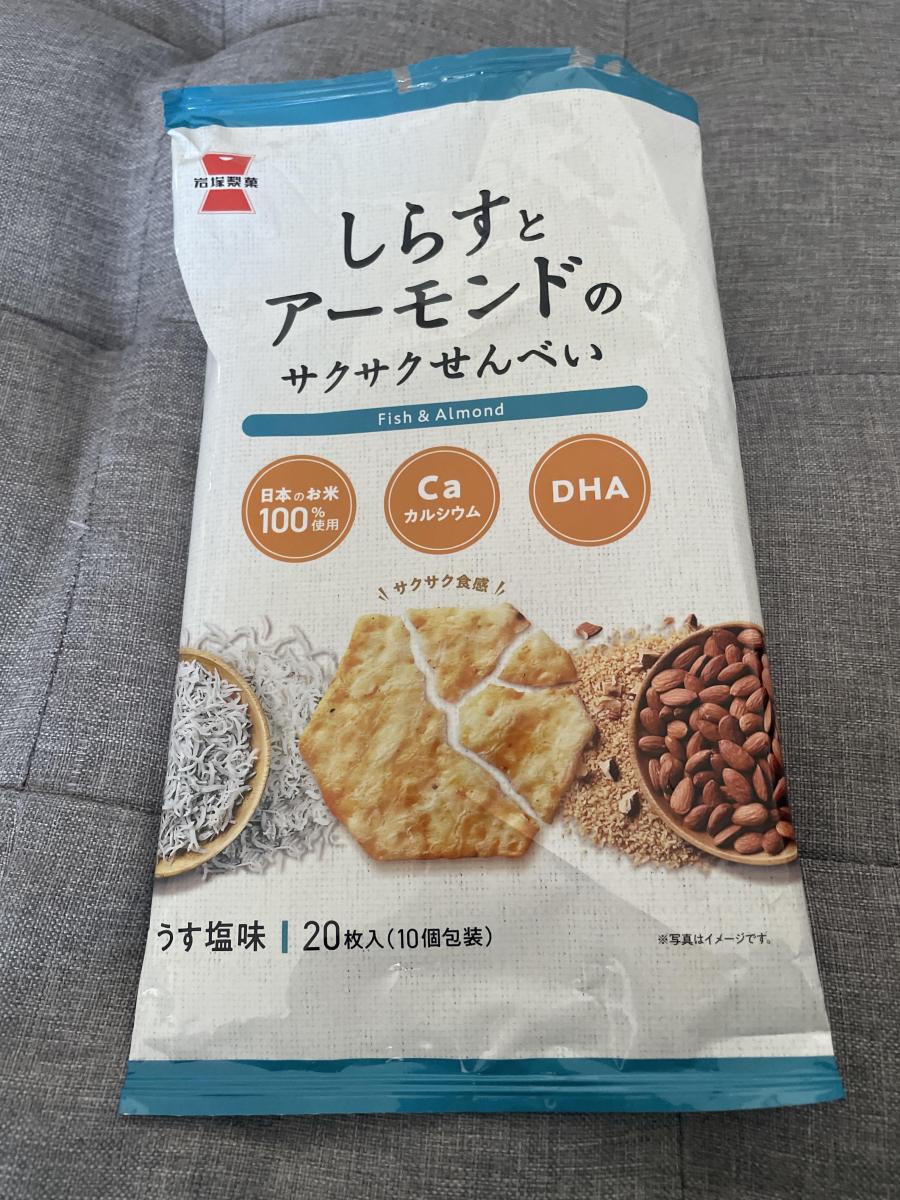 岩塚製菓
しらすと
アーモンドの
サクサクせんべい
Fish & Almond
日本のお米
100%使用
Ca
カルシウム
DHA
サクサク食感
うす塩味 | 20枚入(10個包装)
※写真はイメージです。